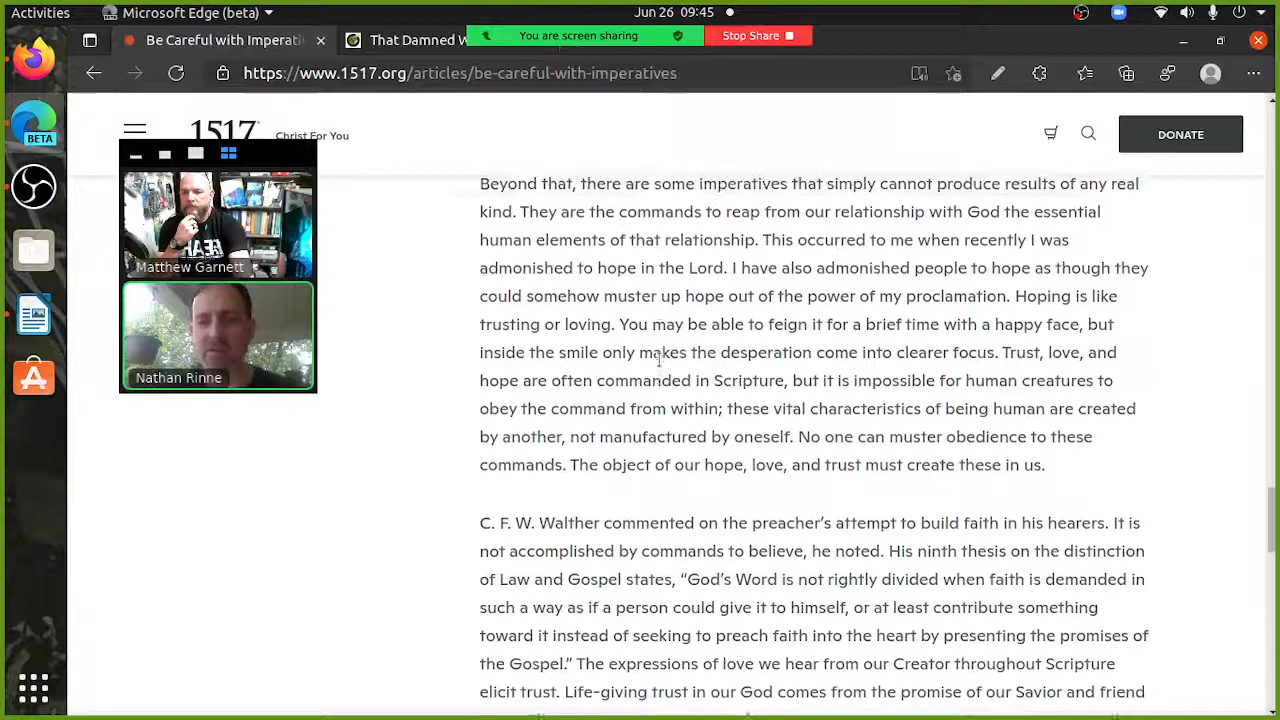 Activities
Microsoft Edge (beta)
Jun 26 09:45
Be Careful with Imperati
That Damned W
You are screen sharing
Stop Share
https://www.1517.org/articles/be-careful-with-imperatives
BETA
1517
Christ For You
DONATE
Matthew Garnett
Nathan Rinne
Beyond that, there are some imperatives that simply cannot produce results of any real
kind. They are the commands to reap from our relationship with God the essential
human elements of that relationship. This occurred to me when recently I was
admonished to hope in the Lord. I have also admonished people to hope as though they
could somehow muster up hope out of the power of my proclamation. Hoping is like
trusting or loving. You may be able to feign it for a brief time with a happy face, but
inside the smile only makes the desperation come into clearer focus. Trust, love, and
hope are often commanded in Scripture, but it is impossible for human creatures to
obey the command from within; these vital characteristics of being human are created
by another, not manufactured by oneself. No one can muster obedience to these
commands. The object of our hope, love, and trust must create these in us.
C. F. W. Walther commented on the preacher’s attempt to build faith in his hearers. It is
not accomplished by commands to believe, he noted. His ninth thesis on the distinction
of Law and Gospel states, “God’s Word is not rightly divided when faith is demanded in
such a way as if a person could give it to himself, or at least contribute something
toward it instead of seeking to preach faith into the heart by presenting the promises of
the Gospel.” The expressions of love we hear from our Creator throughout Scripture
elicit trust. Life-giving trust in our God comes from the promise of our Savior and friend